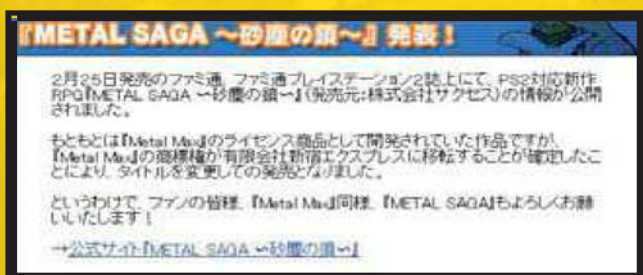 『METAL SAGA ～砂塵の鎖～』発表！
2月25日発売のファミ通、ファミ通プレイステーション2誌上にて、PS2対応新作
RPG『METAL SAGA ～砂塵の鎖～』(発売元:株式会社サクセス)の情報が公開
されました。
もともとは『Metal Max』のライセンス商品として開発されていた作品ですが、
『Metal Max』の商標権が有限会社新宿エクスプレスに移転することが確定したこ
とにより、タイトルを変更しての発売となりました。
というわけで、ファンの皆様、『Metal Max』同様、『METAL SAGA』もよろしくお願
いいたします！
→公式サイト『METAL SAGA ～砂塵の鎖～』